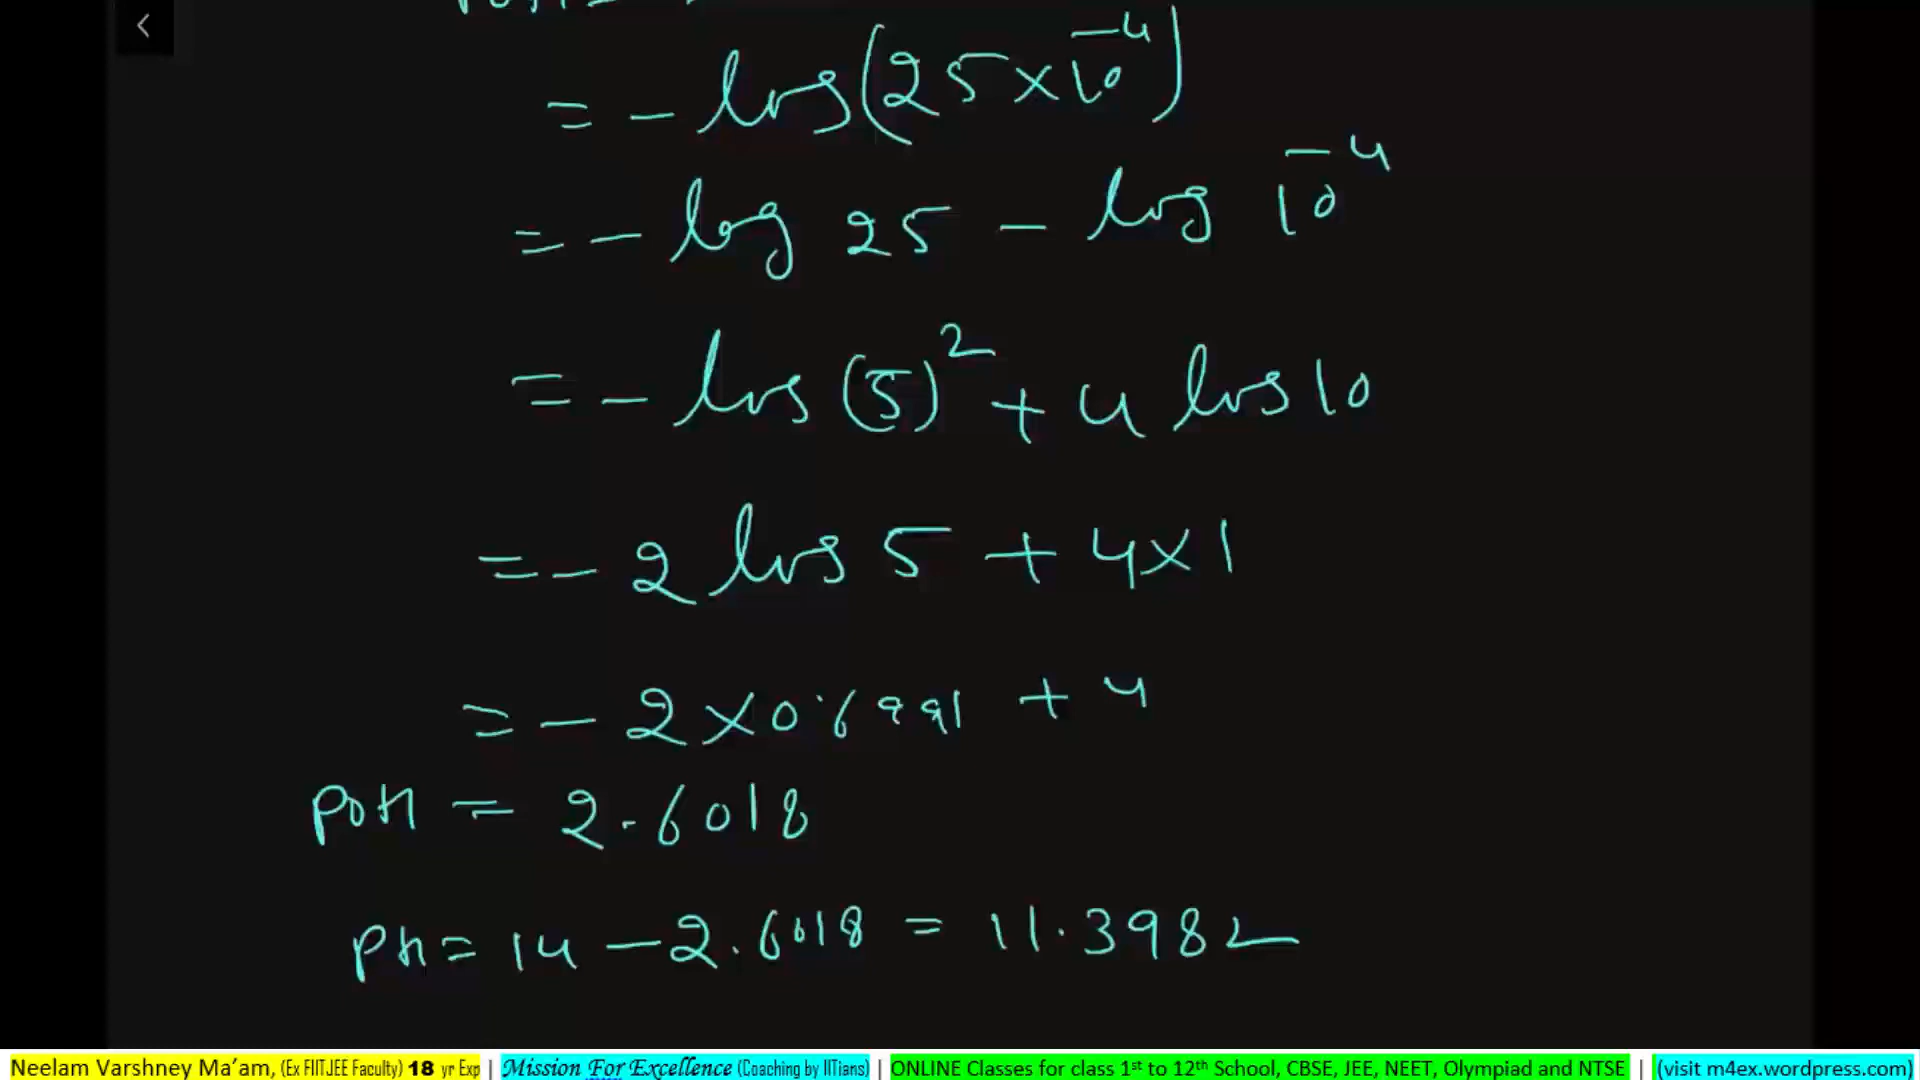 = - log(25×10⁻⁴)
= - log 25 - log 10⁻⁴
= - log (5)² + 4 log 10
= - 2 log 5 + 4×1
= - 2×0.6991 + 4
POH = 2.6018
PH = 14 - 2.6018 = 11.3982
Neelam Varshney Ma’am, (Ex FIITJEE Faculty) 18 yr Exp | Mission For Excellence (Coaching by IITians) | ONLINE Classes for class 1st to 12th School, CBSE, JEE, NEET, Olympiad and NTSE | (visit m4ex.wordpress.com)